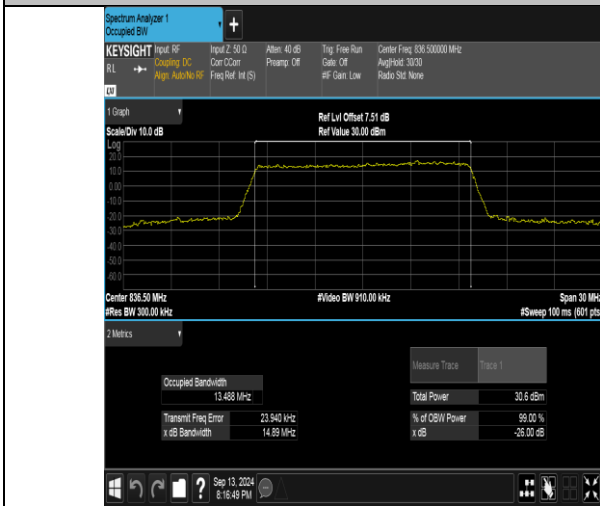 Spectrum Analyzer 1
Occupied BW
KEYSIGHT
RL
Input: RF
Coupling: DC
Align: Auto/No RF
Input Z: 50 Ω
Corr CCorr
Freq Ref: Int (S)
Atten: 40 dB
Preamp: Off
Trig: Free Run
Gate: Off
#IF Gain: Low
Center Freq: 836.500000 MHz
Avg|Hold: 30/30
Radio Std: None
1 Graph
Scale/Div 10.0 dB
Ref Lvl Offset 7.51 dB
Ref Value 30.00 dBm
Log
20.0
10.0
0.00
-10.0
-20.0
-30.0
-40.0
-50.0
-60.0
Center 836.50 MHz
#Res BW 300.00 kHz
#Video BW 910.00 kHz
Span 30 MHz
#Sweep 100 ms (601 pts
2 Metrics
Measure Trace Trace 1
Occupied Bandwidth
13.488 MHz
Total Power 30.6 dBm
Transmit Freq Error 23.940 kHz
% of OBW Power 99.00 %
x dB Bandwidth 14.89 MHz
x dB -26.00 dB
?
Sep 13, 2024
8:16:49 PM